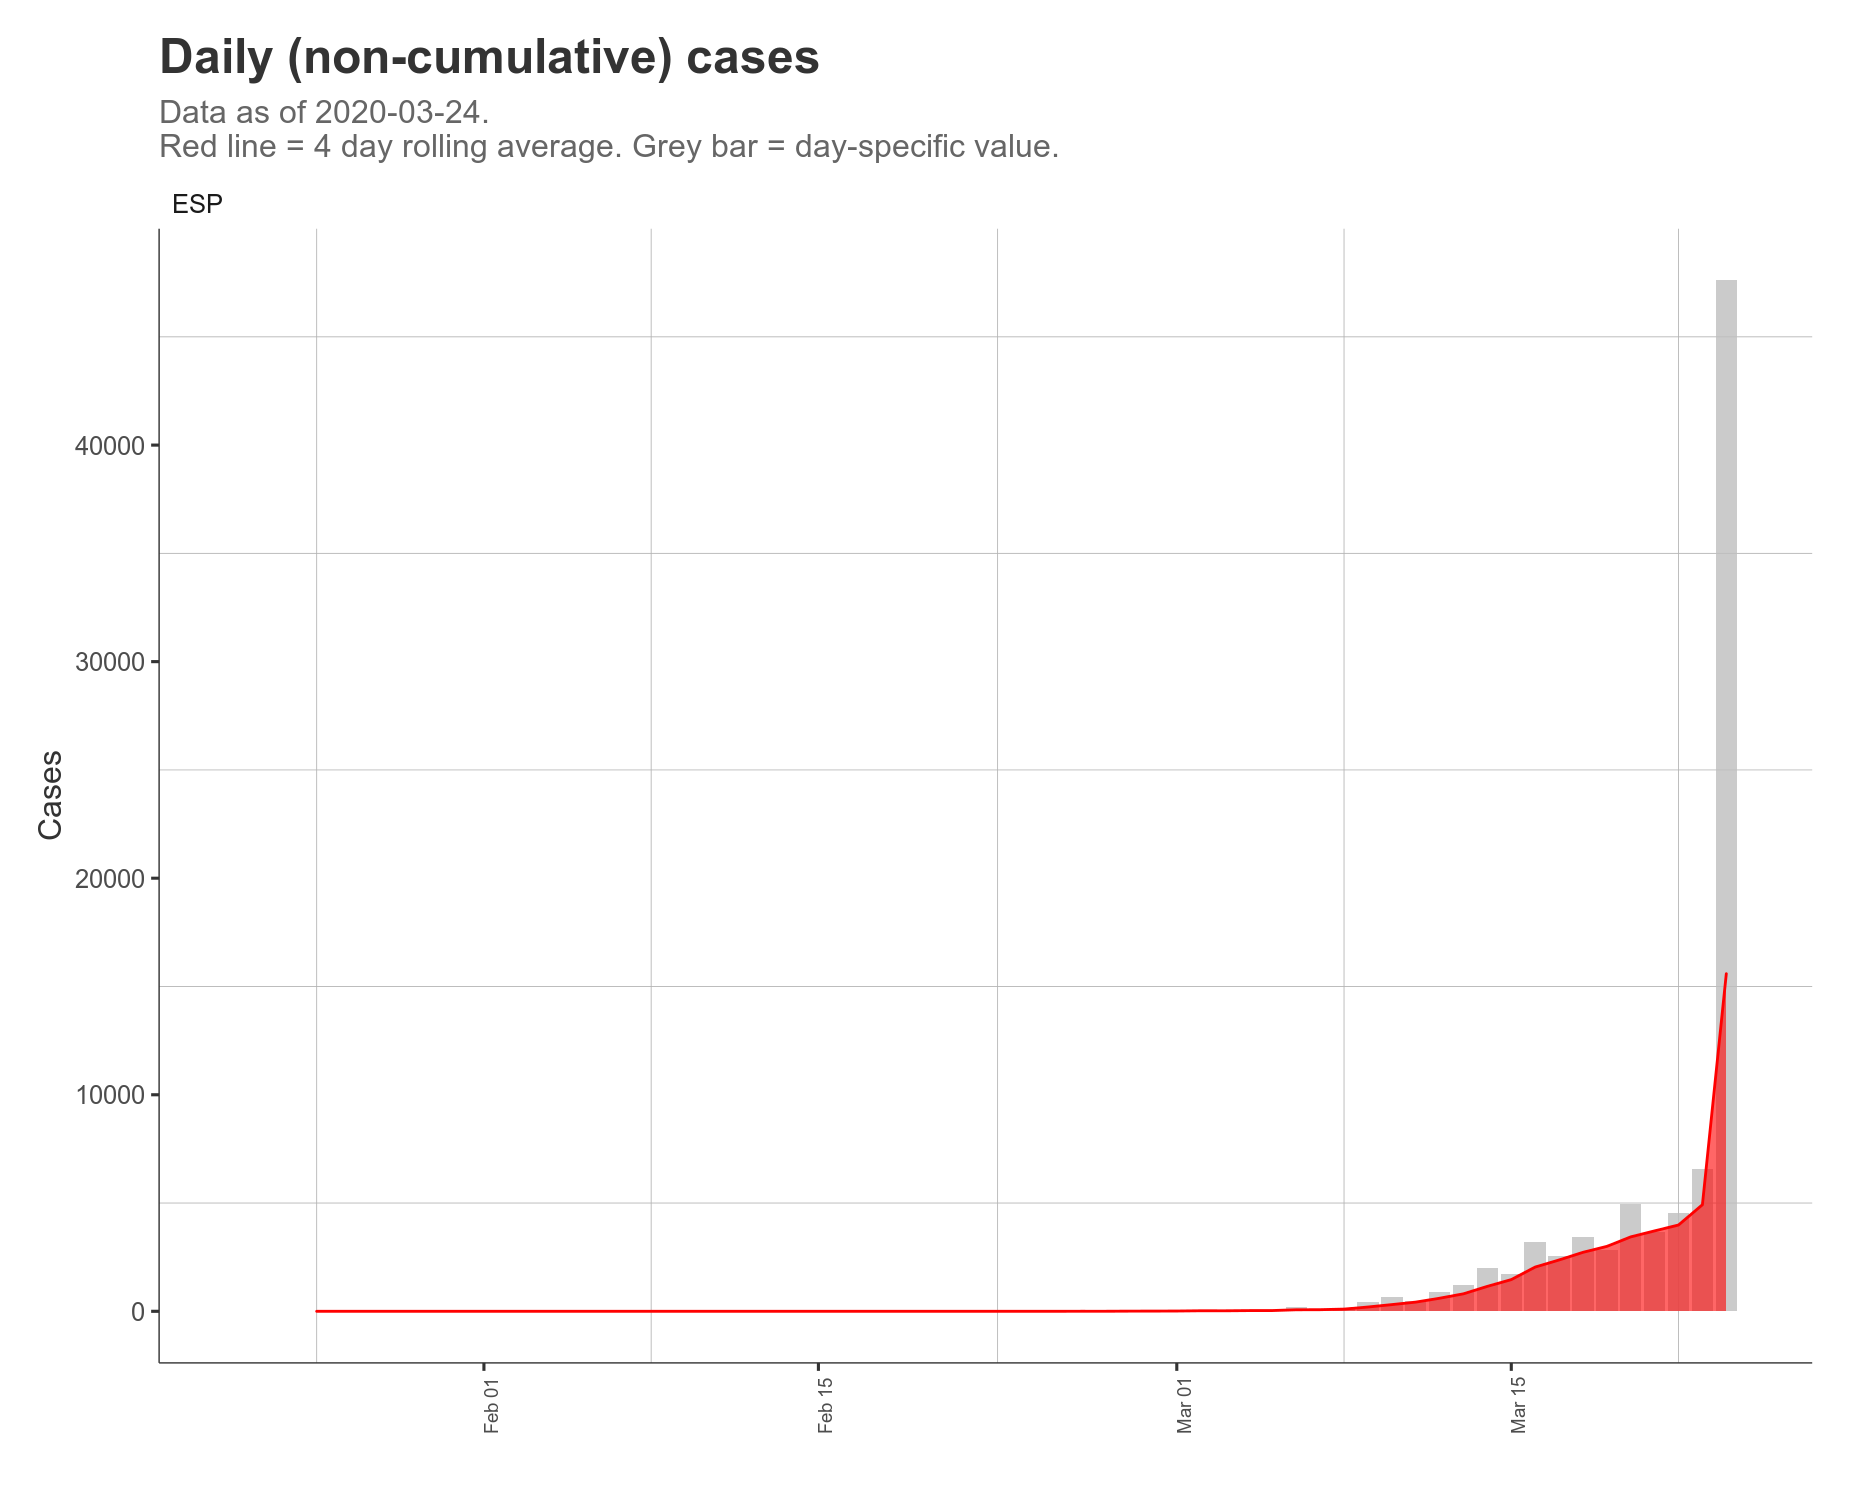 Daily (non-cumulative) cases
Data as of 2020-03-24.
Red line = 4 day rolling average. Grey bar = day-specific value.
ESP
Cases
40000
30000
20000
10000
0
Feb 01
Feb 15
Mar 01
Mar 15